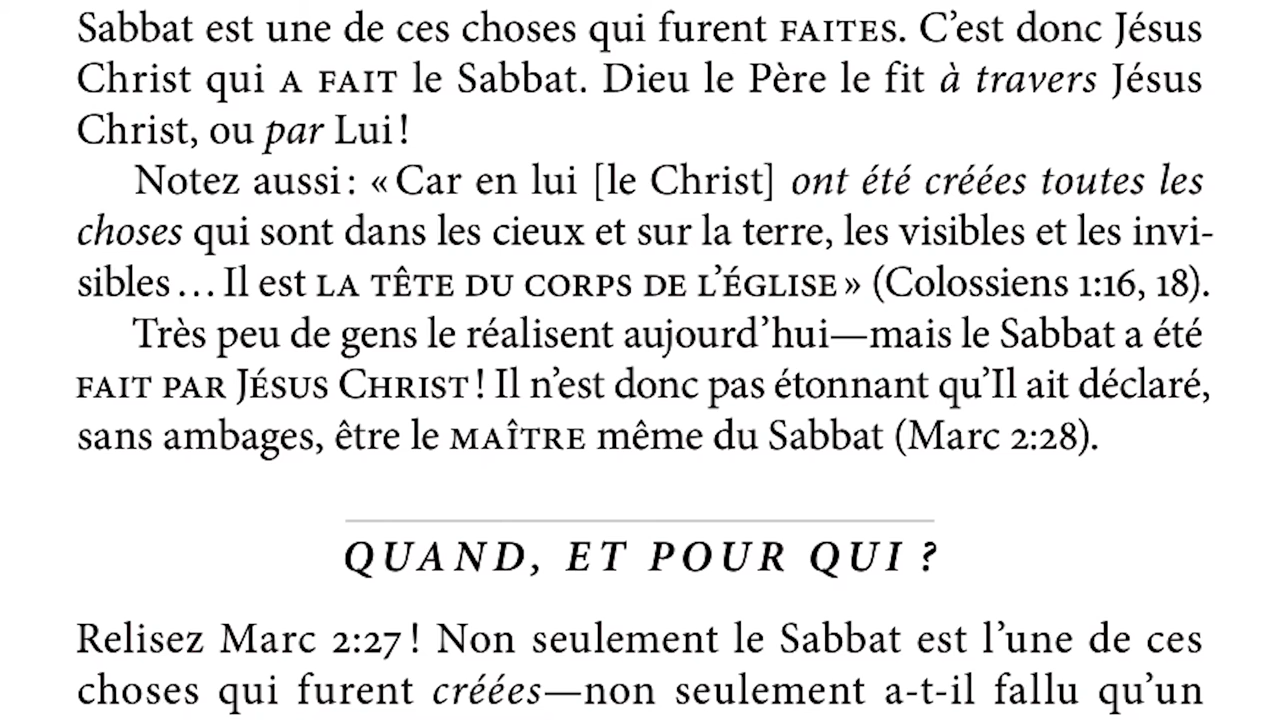 Sabbat est une de ces choses qui furent FAITES. C’est donc Jésus
Christ qui A FAIT le Sabbat. Dieu le Père le fit à travers Jésus
Christ, ou par Lui !
Notez aussi : « Car en lui [le Christ] ont été créées toutes les
choses qui sont dans les cieux et sur la terre, les visibles et les invi-
sibles … Il est LA TÊTE DU CORPS DE L’ÉGLISE » (Colossiens 1:16, 18).
Très peu de gens le réalisent aujourd’hui—mais le Sabbat a été
FAIT PAR JÉSUS CHRIST ! Il n’est donc pas étonnant qu’Il ait déclaré,
sans ambages, être le MAÎTRE même du Sabbat (Marc 2:28).
QUAND, ET POUR QUI ?
Relisez Marc 2:27 ! Non seulement le Sabbat est l’une de ces
choses qui furent créées—non seulement a-t-il fallu qu’un